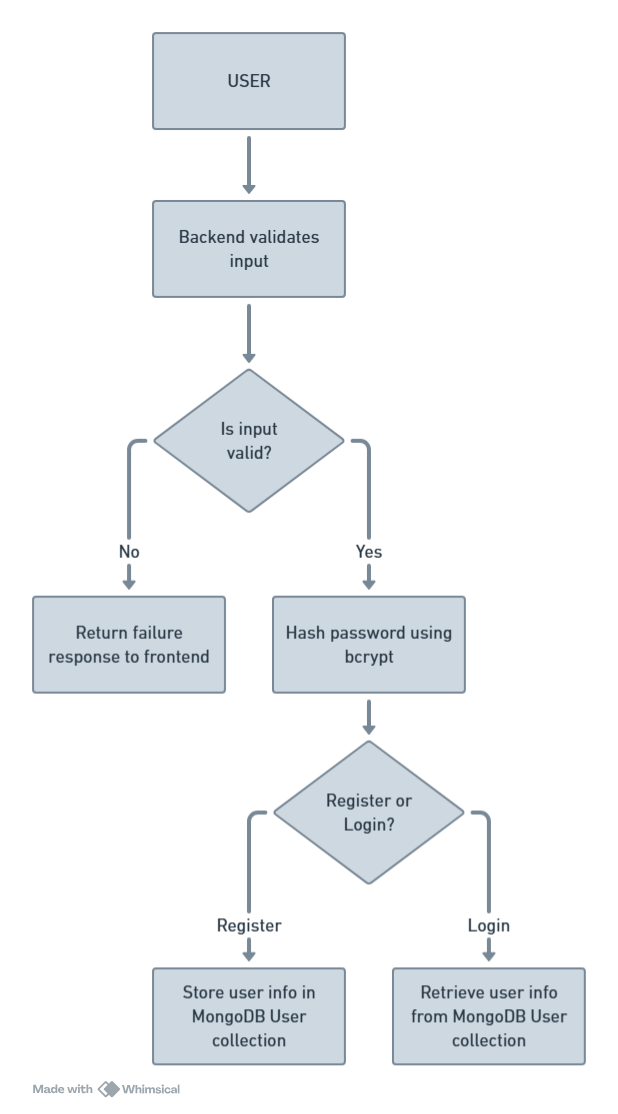 USER
Backend validates
input
Is input
valid?
No
Yes
Return failure
response to frontend
Hash password using
bcrypt
Register or
Login?
Register
Login
Store user info in
MongoDB User
collection
Retrieve user info
from MongoDB User
collection
Made with Whimsical